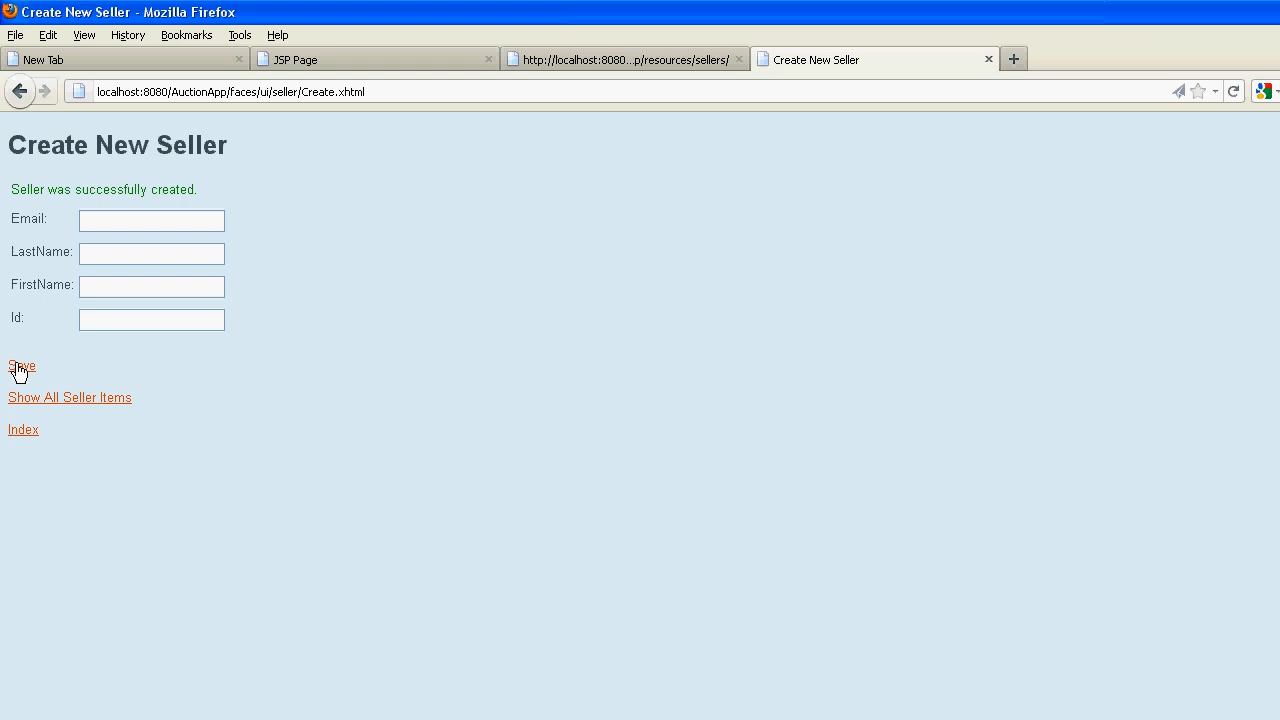 Create New Seller - Mozilla Firefox
File Edit View History Bookmarks Tools Help
New Tab JSP Page http://localhost:8080...p/resources/sellers/ Create New Seller
localhost:8080/AuctionApp/faces/ui/seller/Create.xhtml
Create New Seller
Seller was successfully created.
Email:
LastName:
FirstName:
Id:
Save
Show All Seller Items
Index